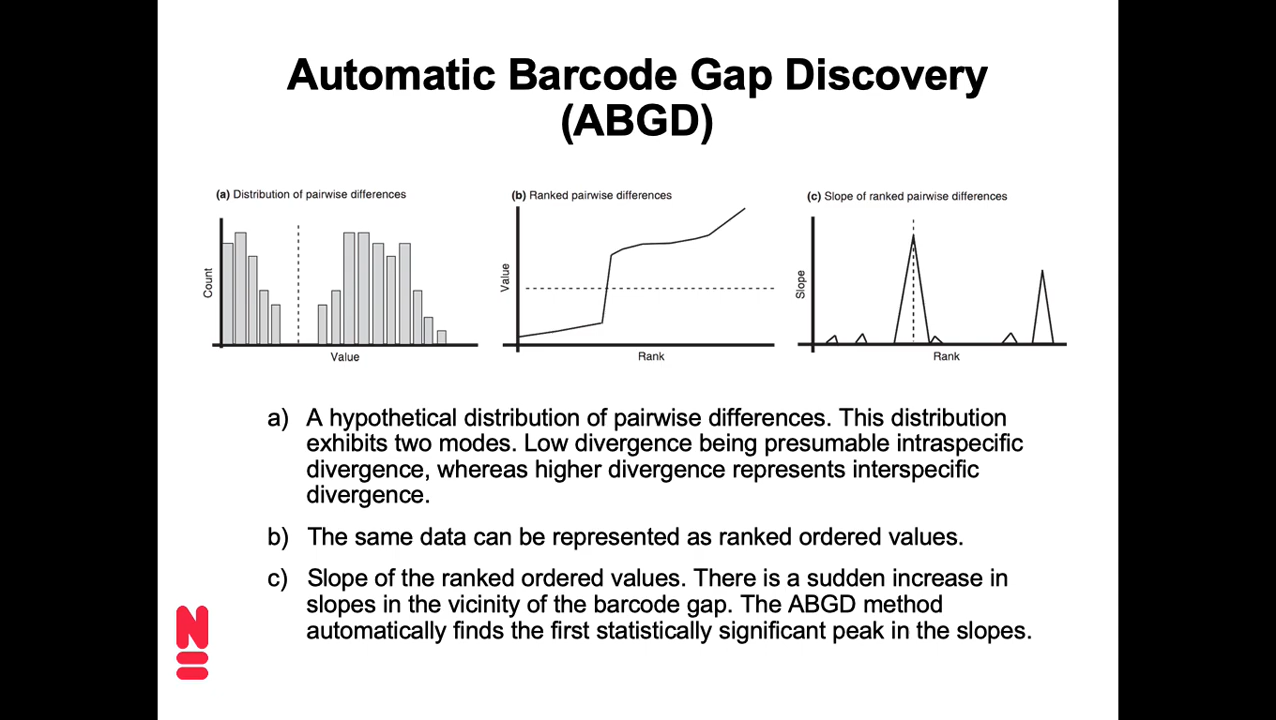 Automatic Barcode Gap Discovery
(ABGD)
(a) Distribution of pairwise differences
Count
Value
(b) Ranked pairwise differences
Value
Rank
(c) Slope of ranked pairwise differences
Slope
Rank
a) A hypothetical distribution of pairwise differences. This distribution
exhibits two modes. Low divergence being presumable intraspecific
divergence, whereas higher divergence represents interspecific
divergence.
b) The same data can be represented as ranked ordered values.
c) Slope of the ranked ordered values. There is a sudden increase in
slopes in the vicinity of the barcode gap. The ABGD method
automatically finds the first statistically significant peak in the slopes.
N